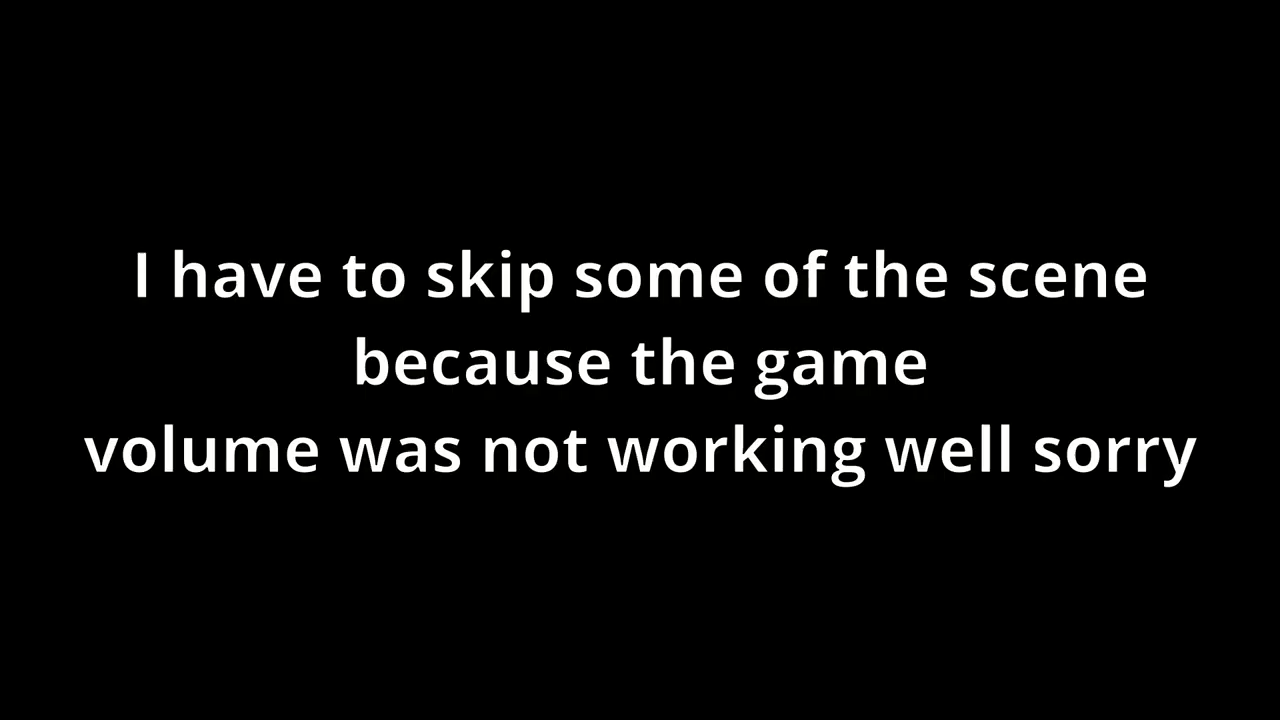 I have to skip some of the scene
because the game
volume was not working well sorry